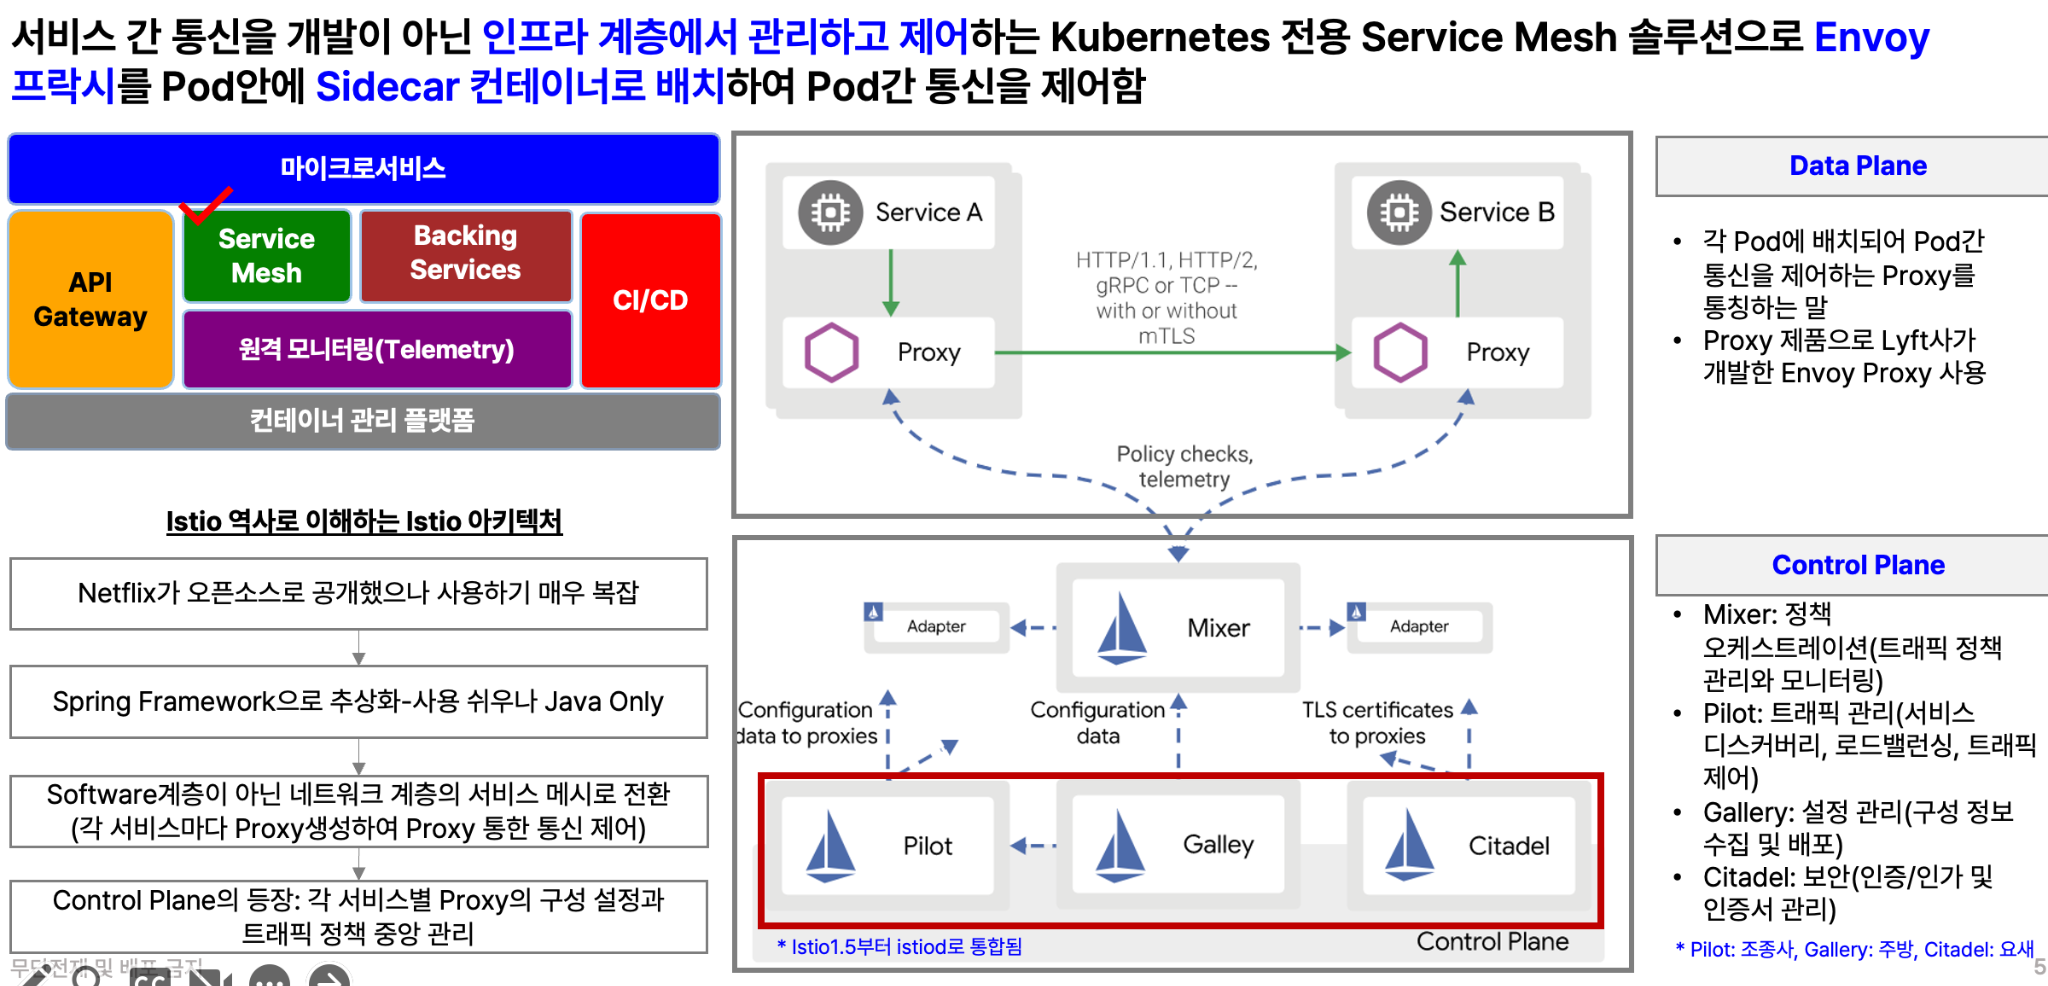 서비스 간 통신을 개발이 아닌 인프라 계층에서 관리하고 제어하는 Kubernetes 전용 Service Mesh 솔루션으로 Envoy
프락시를 Pod안에 Sidecar 컨테이너로 배치하여 Pod간 통신을 제어함
마이크로서비스
API
Gateway
Service
Mesh
Backing
Services
CI/CD
원격 모니터링(Telemetry)
컨테이너 관리 플랫폼
Istio 역사로 이해하는 Istio 아키텍처
Netflix가 오픈소스로 공개했으나 사용하기 매우 복잡
Spring Framework으로 추상화-사용 쉬우나 Java Only
Software계층이 아닌 네트워크 계층의 서비스 메시로 전환
(각 서비스마다 Proxy생성하여 Proxy 통한 통신 제어)
Control Plane의 등장: 각 서비스별 Proxy의 구성 설정과
트래픽 정책 중앙 관리
무단전재 및 배포 금지
CC
Service A
Service B
HTTP/1.1, HTTP/2,
gRPC or TCP --
with or without
mTLS
Proxy
Proxy
Policy checks,
telemetry
Adapter
Mixer
Adapter
Configuration
data to proxies
Configuration
data
TLS certificates
to proxies
Pilot
Galley
Citadel
* Istio1.5부터 istiod로 통합됨
Control Plane
Data Plane
• 각 Pod에 배치되어 Pod간
통신을 제어하는 Proxy를
통칭하는 말
• Proxy 제품으로 Lyft사가
개발한 Envoy Proxy 사용
Control Plane
• Mixer: 정책
오케스트레이션(트래픽 정책
관리와 모니터링)
• Pilot: 트래픽 관리(서비스
디스커버리, 로드밸런싱, 트래픽
제어)
• Gallery: 설정 관리(구성 정보
수집 및 배포)
• Citadel: 보안(인증/인가 및
인증서 관리)
* Pilot: 조종사, Gallery: 주방, Citadel: 요새
5